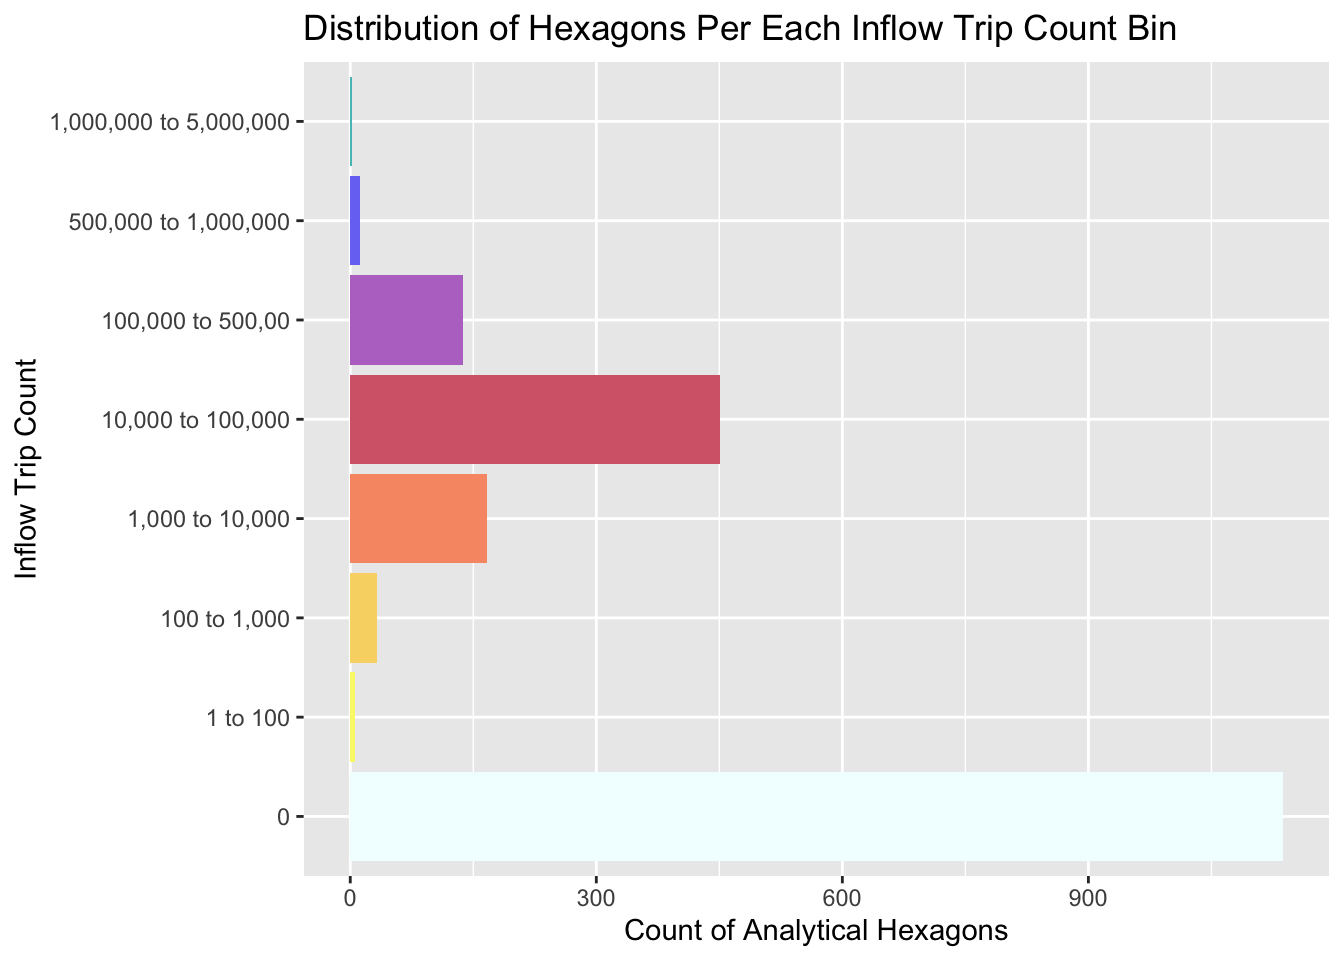 Distribution of Hexagons Per Each Inflow Trip Count Bin
Inflow Trip Count
1,000,000 to 5,000,000
500,000 to 1,000,000
100,000 to 500,00
10,000 to 100,000
1,000 to 10,000
100 to 1,000
1 to 100
0
0 300 600 900
Count of Analytical Hexagons